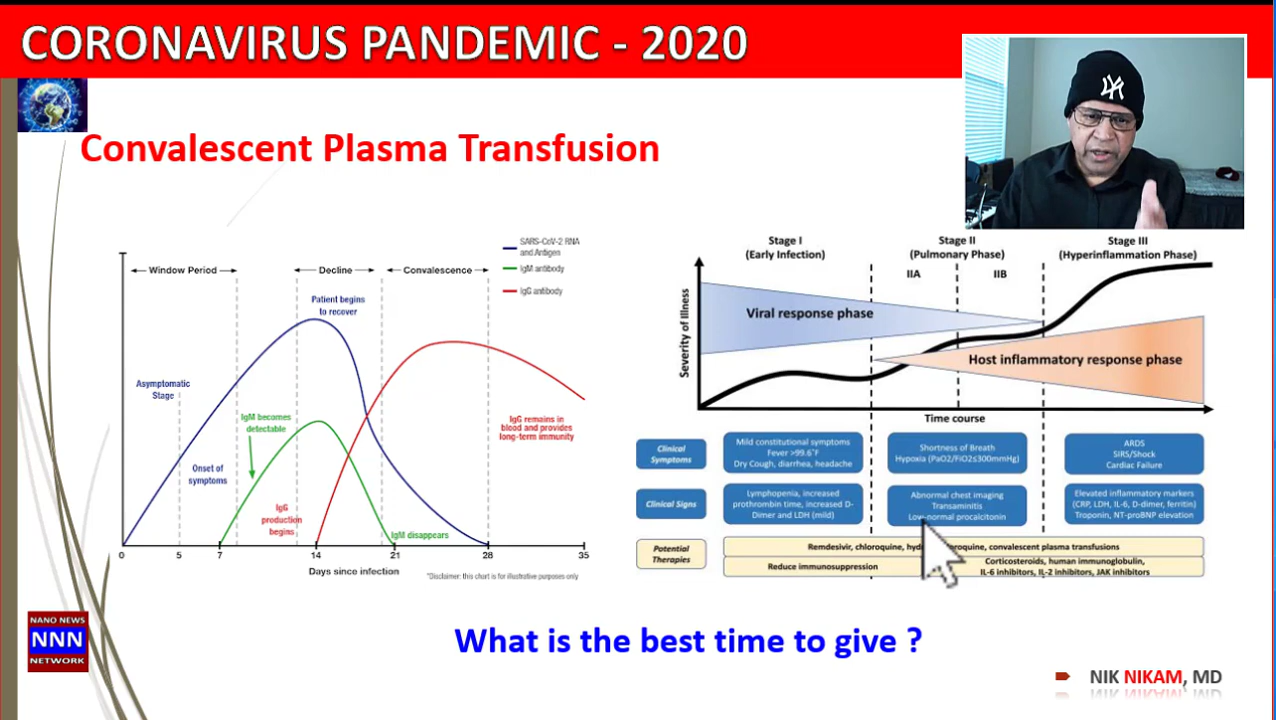 CORONAVIRUS PANDEMIC - 2020
Convalescent Plasma Transfusion
SARS-CoV-2 RNA
and Antigen
IgM antibody
IgG antibody
Window Period
Decline
Convalescence
Patient begins
to recover
Asymptomatic
Stage
IgM becomes
detectable
Onset of
symptoms
IgG
production
begins
IgM disappears
IgG remains in
blood and provides
long-term immunity
0 5 7 14 21 28 35
Days since infection
*Disclaimer: this chart is for illustrative purposes only
Stage I
(Early Infection)
Stage II
(Pulmonary Phase)
Stage III
(Hyperinflammation Phase)
IIA
IIB
Severity of Illness
Viral response phase
Host inflammatory response phase
Time course
Clinical
Symptoms
Mild constitutional symptoms
Fever >99.6°F
Dry Cough, diarrhea, headache
Shortness of Breath
Hypoxia (PaO2/FiO2≤300mmHg)
ARDS
SIRS/Shock
Cardiac Failure
Clinical Signs
Lymphopenia, increased
prothrombin time, increased D-
Dimer and LDH (mild)
Abnormal chest imaging
Transaminitis
Low-normal procalcitonin
Elevated inflammatory markers
(CRP, LDH, IL-6, D-dimer, ferritin)
Troponin, NT-proBNP elevation
Potential
Therapies
Remdesivir, chloroquine, convalescent plasma transfusions
Reduce immunosuppression
Corticosteroids, human immunoglobulin,
IL-6 inhibitors, IL-2 inhibitors, JAK inhibitors
NANO NEWS
NNN
NETWORK
What is the best time to give ?
NIK NIKAM, MD